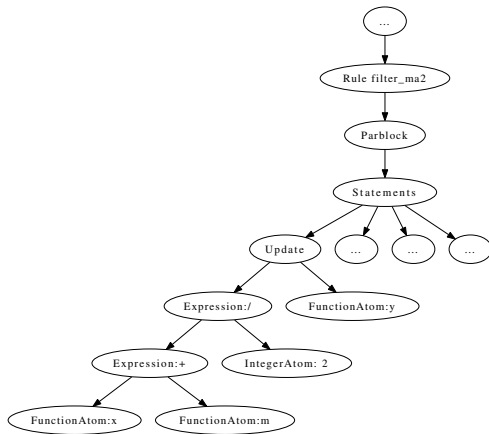 ...
Rule filter_ma2
Parblock
Statements
Update ... ... ...
Expression:/ FunctionAtom:y
Expression:+ IntegerAtom: 2
FunctionAtom:x FunctionAtom:m